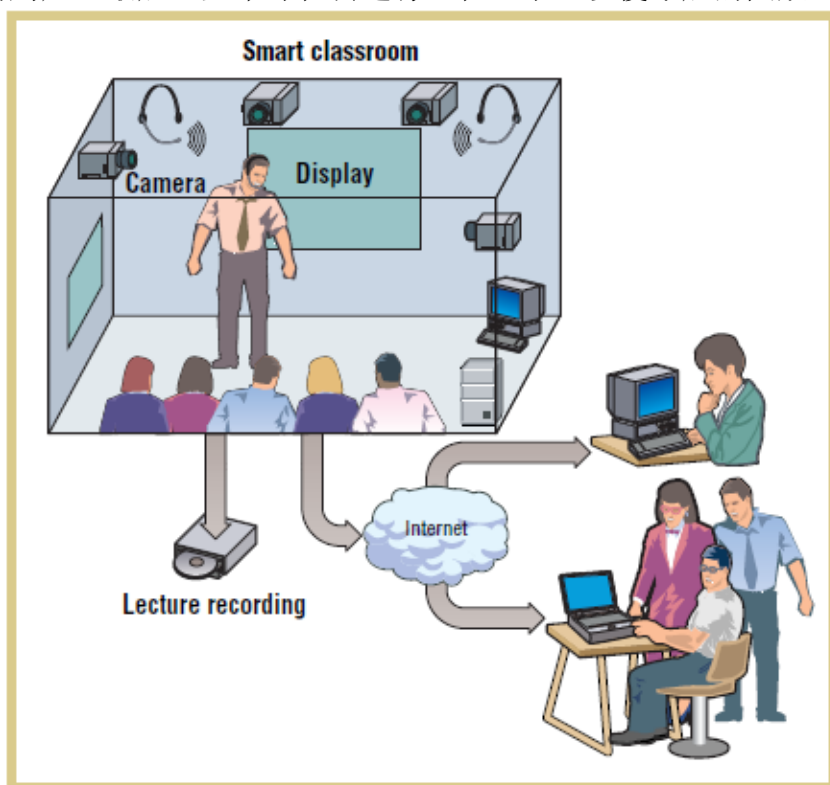 Smart classroom
Camera
Display
Internet
Lecture recording